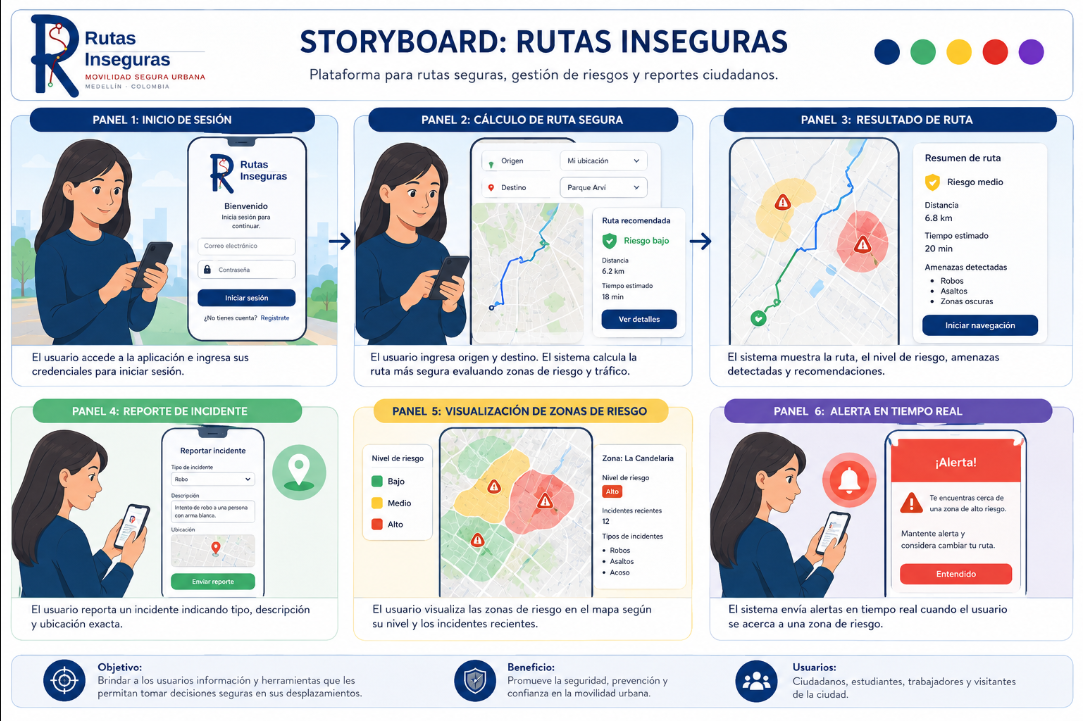 Rutas
Inseguras
MOVILIDAD SEGURA URBANA
MEDELLÍN - COLOMBIA
STORYBOARD: RUTAS INSEGURAS
Plataforma para rutas seguras, gestión de riesgos y reportes ciudadanos.
PANEL 1: INICIO DE SESIÓN
Rutas
Inseguras
Bienvenido
Inicia sesión para
continuar.
Correo electrónico
Contraseña
Iniciar sesión
¿No tienes cuenta? Regístrate
El usuario accede a la aplicación e ingresa sus
credenciales para iniciar sesión.
PANEL 2: CÁLCULO DE RUTA SEGURA
Origen
Mi ubicación
Destino
Parque Arví
Ruta recomendada
Riesgo bajo
Distancia
6.2 km
Tiempo estimado
18 min
Ver detalles
El usuario ingresa origen y destino. El sistema calcula la
ruta más segura evaluando zonas de riesgo y tráfico.
PANEL 3: RESULTADO DE RUTA
Resumen de ruta
Riesgo medio
Distancia
6.8 km
Tiempo estimado
20 min
Amenazas detectadas
• Robos
• Asaltos
• Zonas oscuras
Iniciar navegación
El sistema muestra la ruta, el nivel de riesgo, amenazas
detectadas y recomendaciones.
PANEL 4: REPORTE DE INCIDENTE
Reportar incidente
Tipo de incidente
Robo
Descripción
Intento de robo a una persona
con arma blanca.
Ubicación
Enviar reporte
El usuario reporta un incidente indicando tipo, descripción
y ubicación exacta.
PANEL 5: VISUALIZACIÓN DE ZONAS DE RIESGO
Nivel de riesgo
Bajo
Medio
Alto
Zona: La Candelaria
Nivel de riesgo
Alto
Incidentes recientes
12
Tipos de incidentes
• Robos
• Asaltos
• Acoso
El usuario visualiza las zonas de riesgo en el mapa según
su nivel y los incidentes recientes.
PANEL 6: ALERTA EN TIEMPO REAL
¡Alerta!
Te encuentras cerca de
una zona de alto riesgo.
Mantente alerta y
considera cambiar tu ruta.
Entendido
El sistema envía alertas en tiempo real cuando el usuario
se acerca a una zona de riesgo.
Objetivo:
Brindar a los usuarios información y herramientas que les
permitan tomar decisiones seguras en sus desplazamientos.
Beneficio:
Promueve la seguridad, prevención y
confianza en la movilidad urbana.
Usuarios:
Ciudadanos, estudiantes, trabajadores y visitantes
de la ciudad.